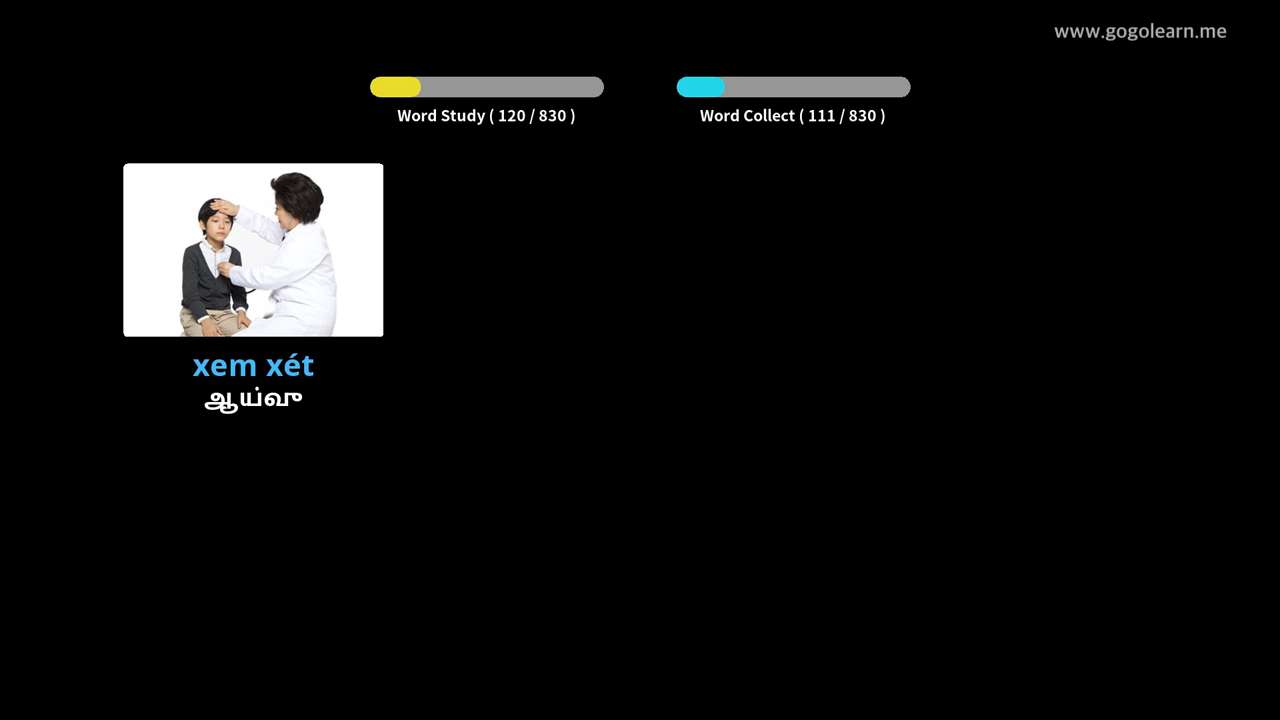 www.gogolearn.me
Word Study ( 120 / 830 )
Word Collect ( 111 / 830 )
xem xét
ஆய்வு